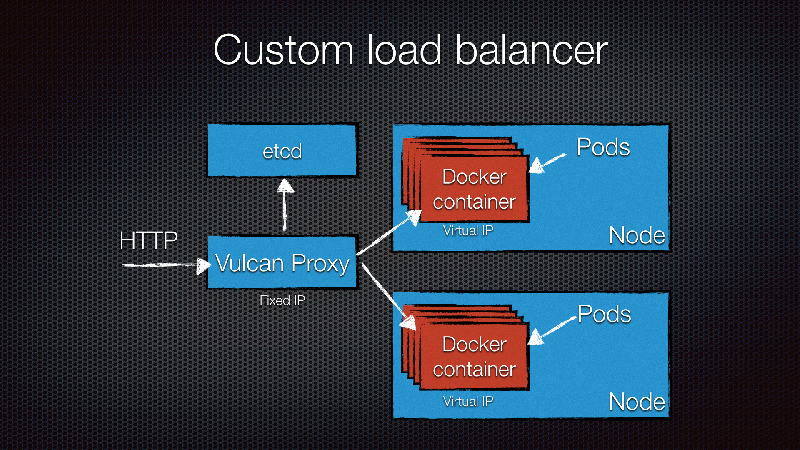 Custom load balancer
etcd
HTTP
Vulcan Proxy
Fixed IP
Docker
container
Virtual IP
Pods
Node
Docker
container
Virtual IP
Pods
Node